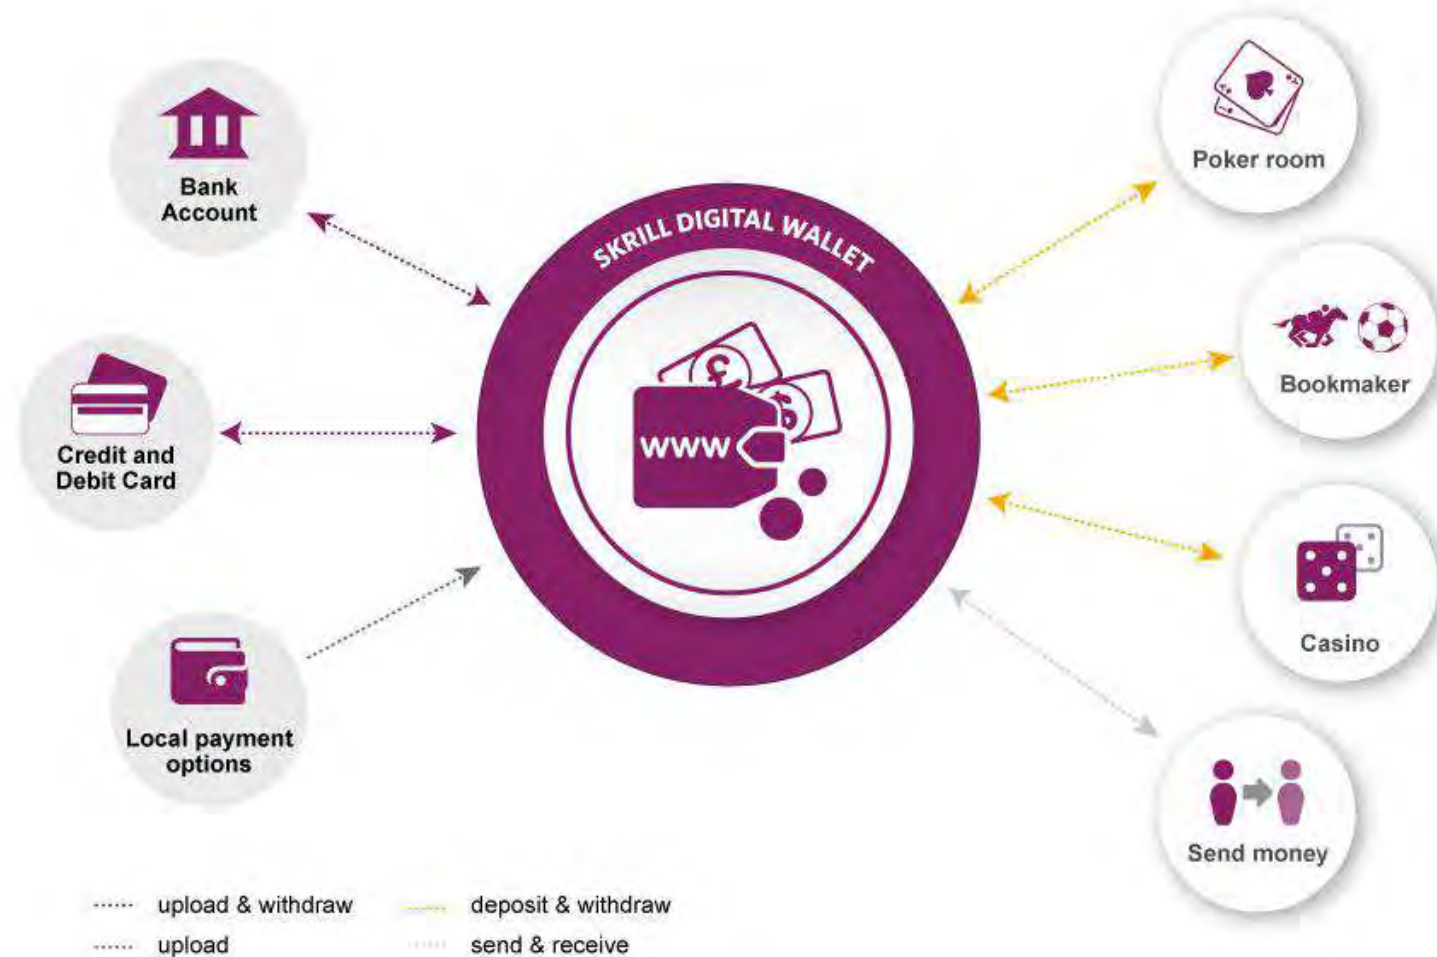 SKRILL DIGITAL WALLET
www
Bank
Account
Credit and
Debit Card
Local payment
options
Poker room
Bookmaker
Casino
Send money
upload & withdraw
upload
deposit & withdraw
send & receive